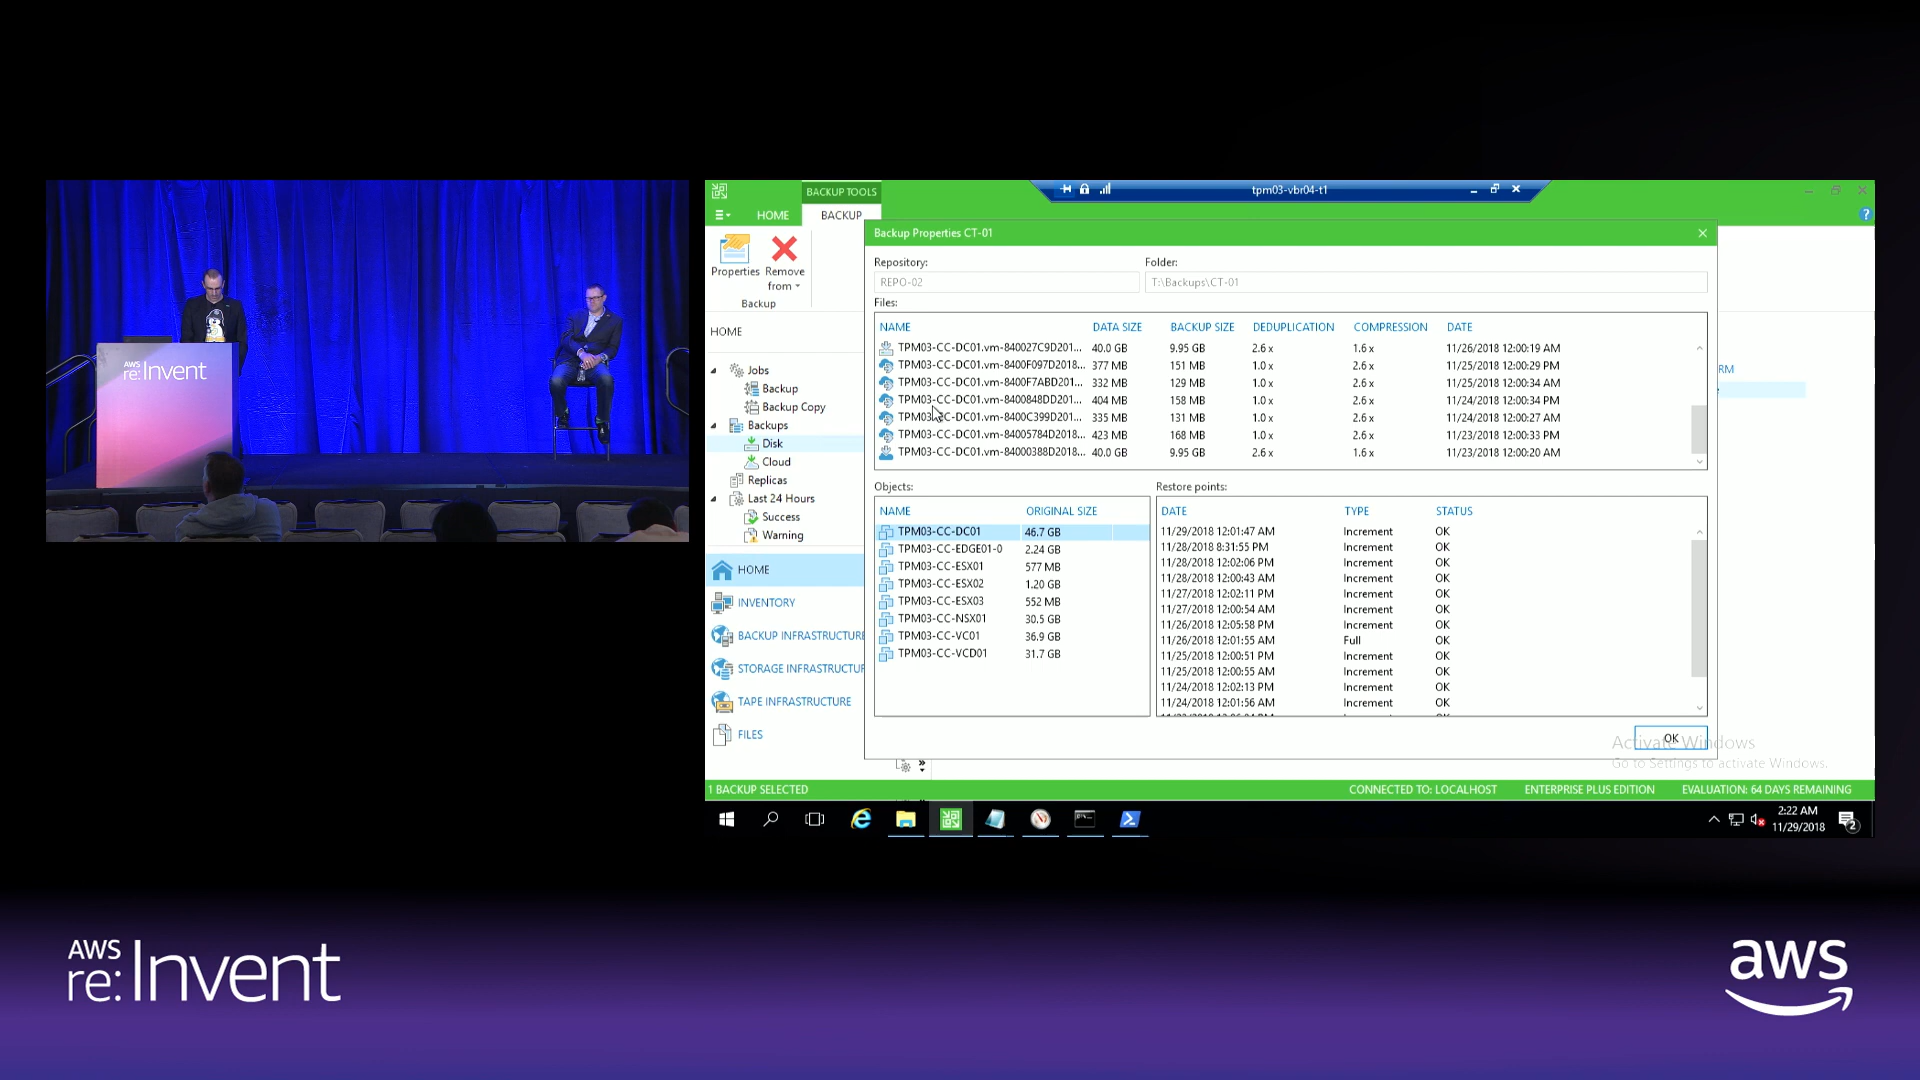 AWS
re:Invent
BACKUP TOOLS
tpm03-vbr04-t1
HOME
BACKUP
Properties
Remove
from
Backup
Backup Properties CT-01
Repository:
Folder:
REPO-02
T:\Backups\CT-01
Files:
NAME DATA SIZE BACKUP SIZE DEDUPLICATION COMPRESSION DATE
TPM03-CC-DC01.vm-840027C9D201... 40.0 GB 9.95 GB 2.6 x 1.6 x 11/26/2018 12:00:19 AM
TPM03-CC-DC01.vm-8400F097D2018... 377 MB 151 MB 1.0 x 2.6 x 11/25/2018 12:00:29 PM
TPM03-CC-DC01.vm-8400F7ABD201... 332 MB 129 MB 1.0 x 2.6 x 11/25/2018 12:00:34 AM
TPM03-CC-DC01.vm-8400848DD201... 404 MB 158 MB 1.0 x 2.6 x 11/24/2018 12:00:34 PM
TPM03-CC-DC01.vm-8400C399D201... 335 MB 131 MB 1.0 x 2.6 x 11/24/2018 12:00:27 AM
TPM03-CC-DC01.vm-84005784D2018... 423 MB 168 MB 1.0 x 2.6 x 11/23/2018 12:00:33 PM
TPM03-CC-DC01.vm-84000388D2018... 40.0 GB 9.95 GB 2.6 x 1.6 x 11/23/2018 12:00:20 AM
Objects:
NAME ORIGINAL SIZE
TPM03-CC-DC01 46.7 GB
TPM03-CC-EDGE01-0 2.24 GB
TPM03-CC-ESX01 577 MB
TPM03-CC-ESX02 1.20 GB
TPM03-CC-ESX03 552 MB
TPM03-CC-NSX01 30.5 GB
TPM03-CC-VC01 36.9 GB
TPM03-CC-VCD01 31.7 GB
Restore points:
DATE TYPE STATUS
11/29/2018 12:01:47 AM Increment OK
11/28/2018 8:31:55 PM Increment OK
11/28/2018 12:02:06 PM Increment OK
11/28/2018 12:00:43 AM Increment OK
11/27/2018 12:02:11 PM Increment OK
11/27/2018 12:00:54 AM Increment OK
11/26/2018 12:05:58 PM Increment OK
11/26/2018 12:01:55 AM Full OK
11/25/2018 12:00:51 PM Increment OK
11/25/2018 12:00:55 AM Increment OK
11/24/2018 12:02:13 PM Increment OK
11/24/2018 12:01:56 AM Increment OK
OK
RM
HOME
Jobs
Backup
Backup Copy
Backups
Disk
Cloud
Replicas
Last 24 Hours
Success
Warning
HOME
INVENTORY
BACKUP INFRASTRUCTURE
STORAGE INFRASTRUCTUR
TAPE INFRASTRUCTURE
FILES
Activate Windows
Go to Settings to activate Windows.
1 BACKUP SELECTED
CONNECTED TO: LOCALHOST
ENTERPRISE PLUS EDITION
EVALUATION: 64 DAYS REMAINING
2:22 AM
11/29/2018
2
AWS
re:Invent
aws